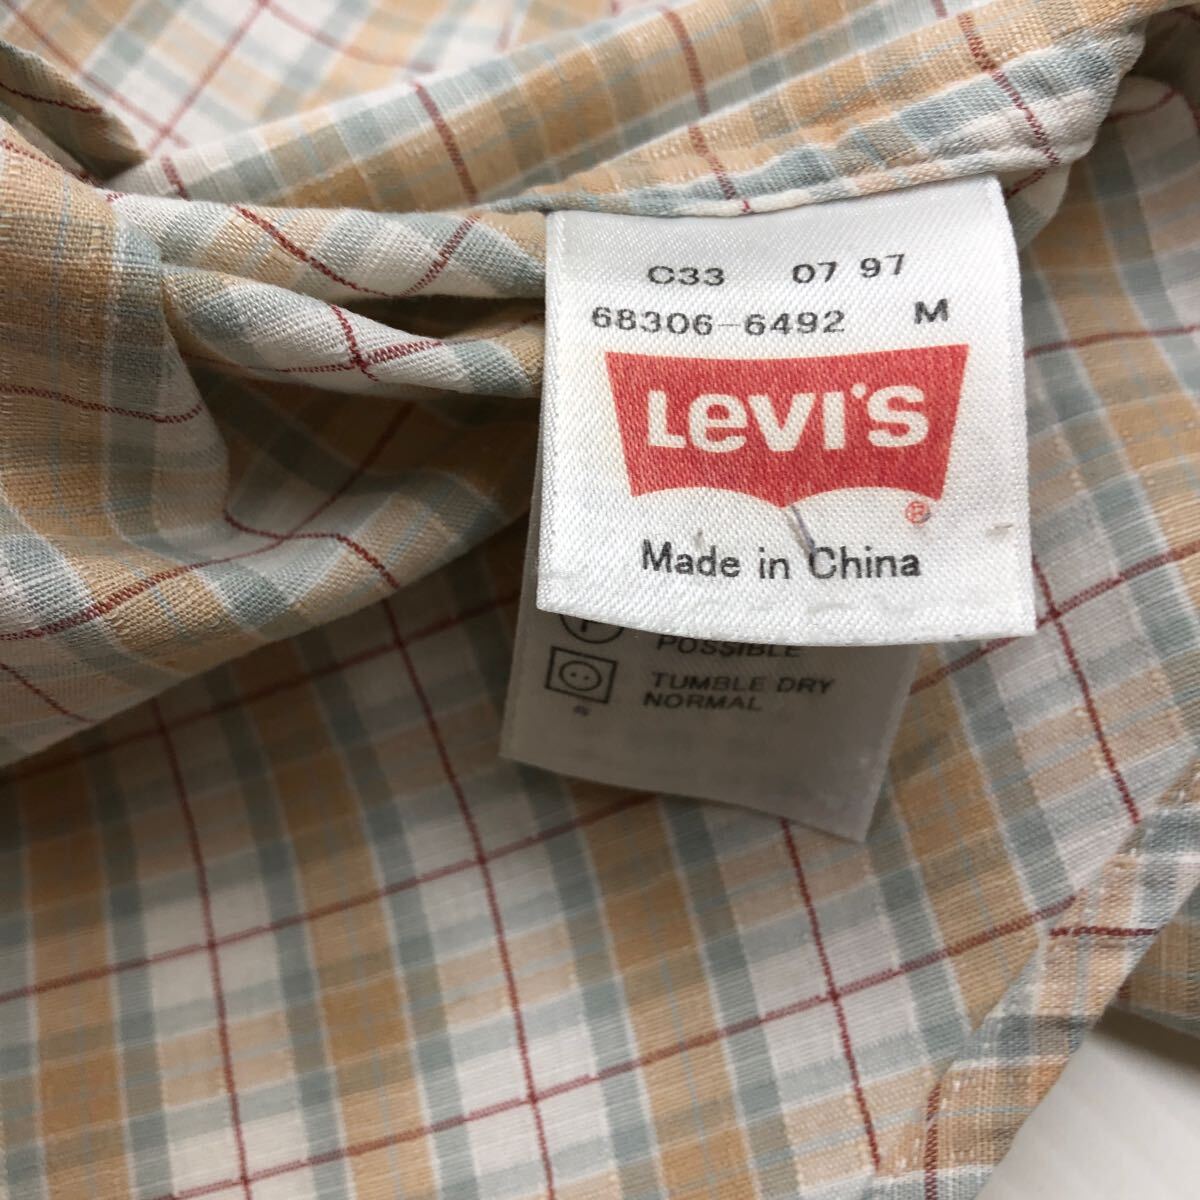 C33 07 97
68306-6492 M
LEVI'S
®
Made in China
P
POSSIBLE
TUMBLE DRY
NORMAL